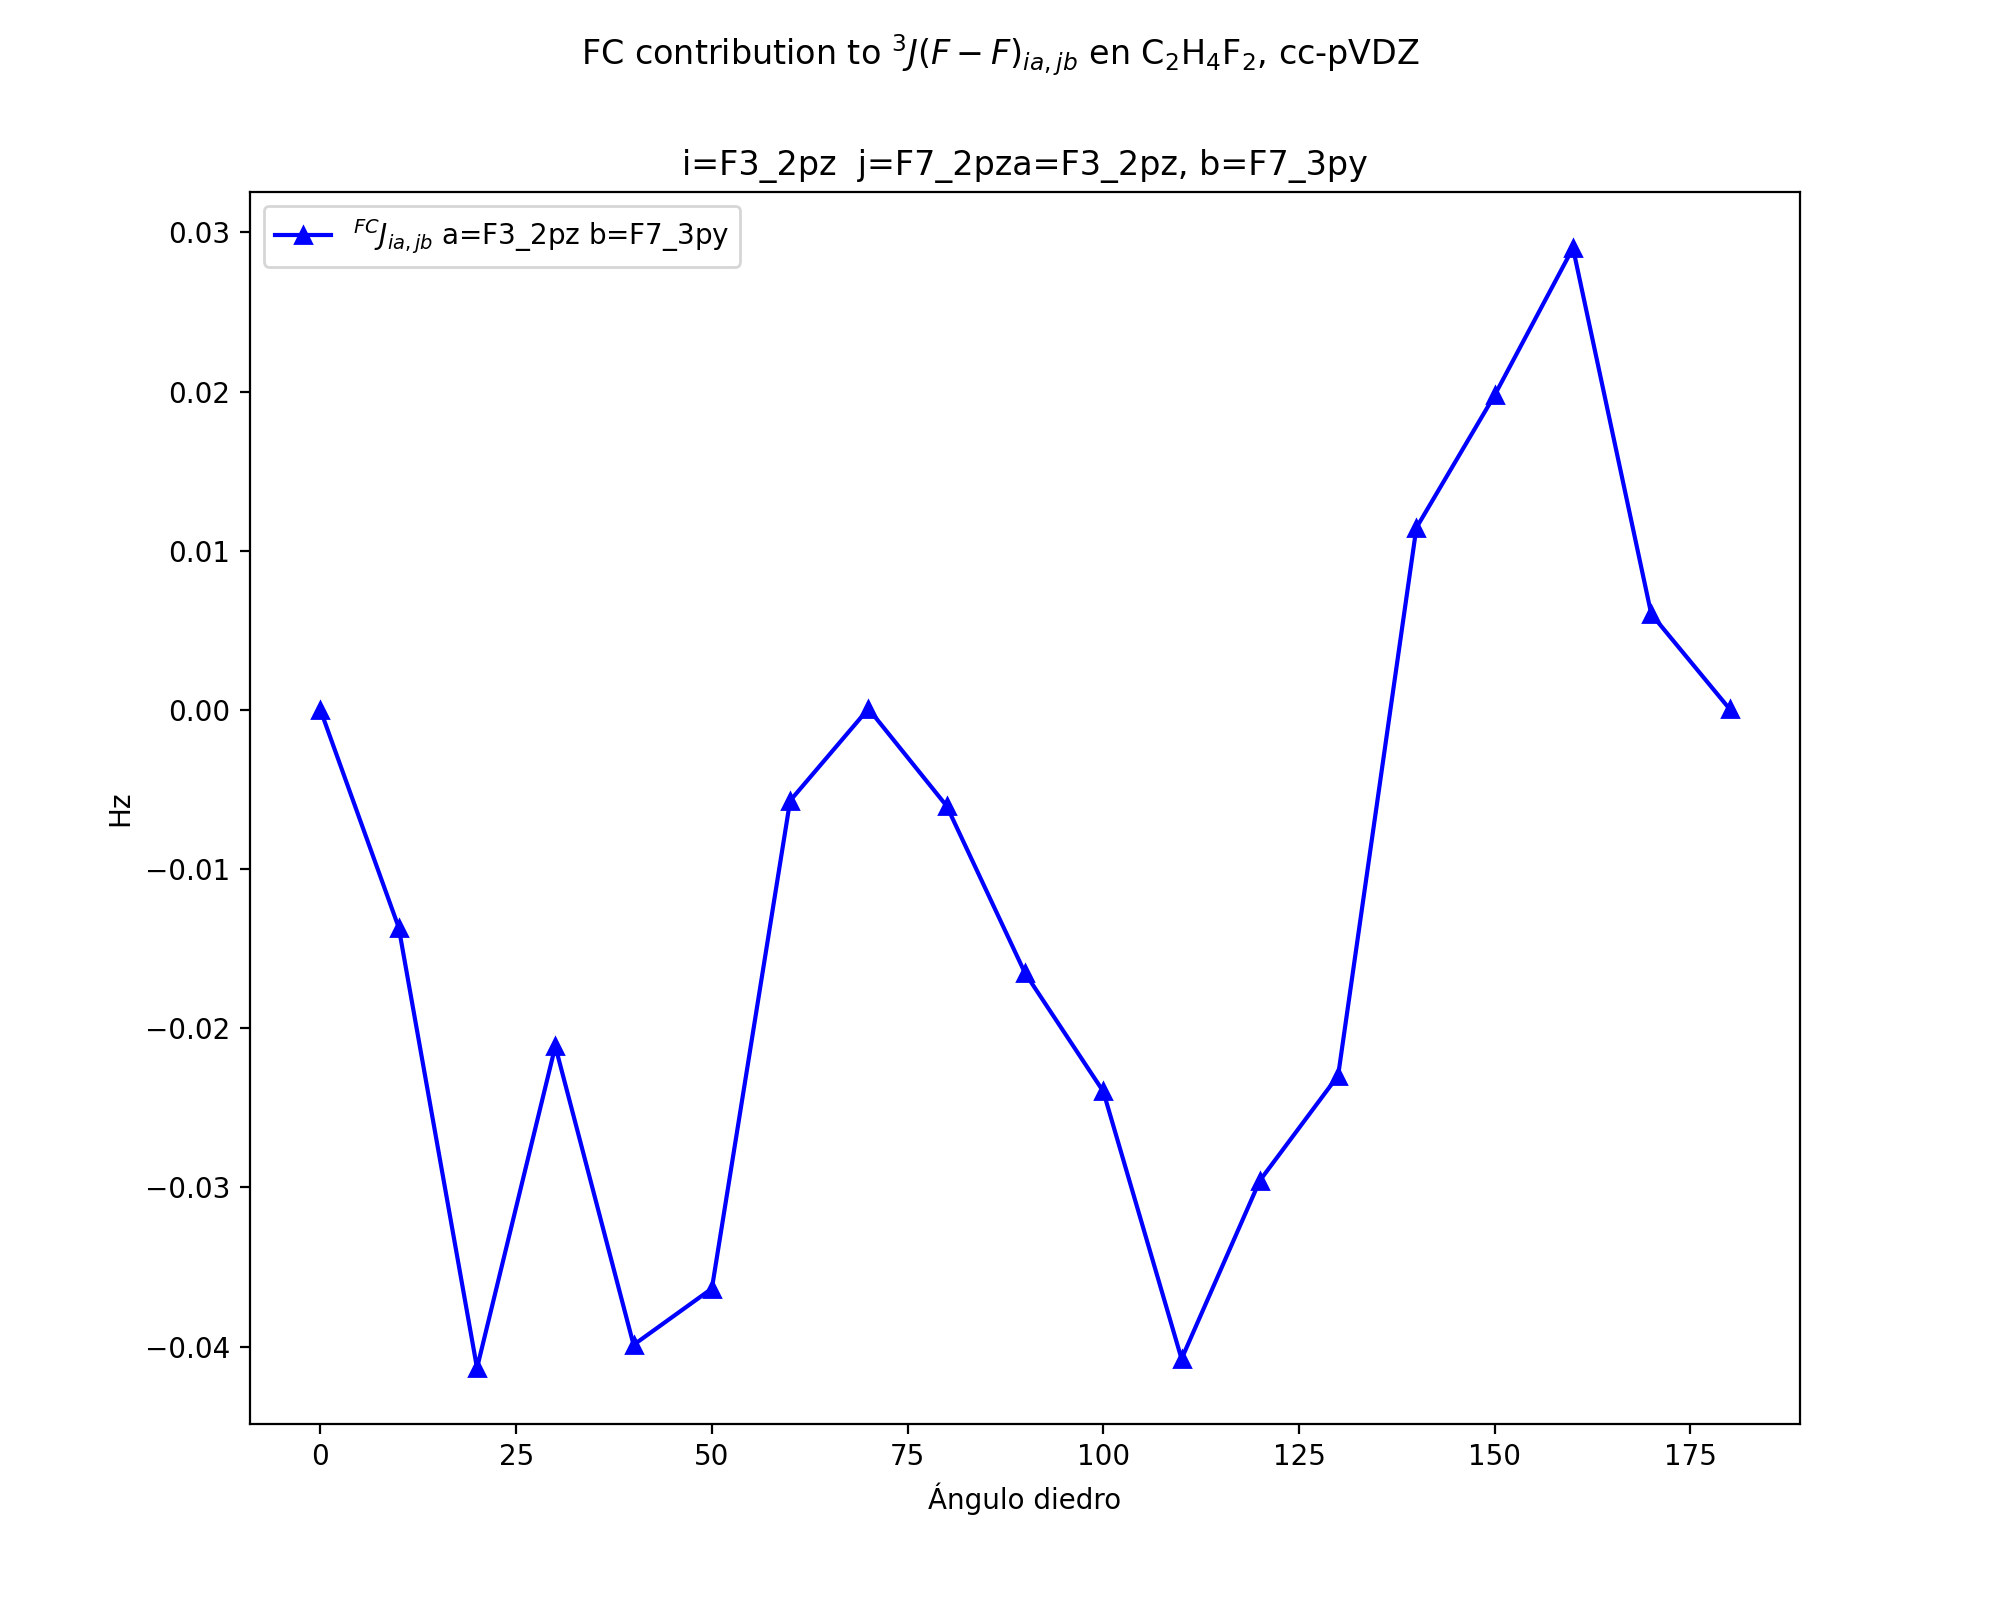 FC contribution to ³J(F − F)ᵢₐ,ⱼb en C₂H₄F₂, cc-pVDZ
i=F3_2pz  j=F7_2pza=F3_2pz, b=F7_3py
FCJia,jb a=F3_2pz b=F7_3py
0.03
0.02
0.01
0.00
−0.01
−0.02
−0.03
−0.04
Hz
0 25 50 75 100 125 150 175
Ángulo diedro